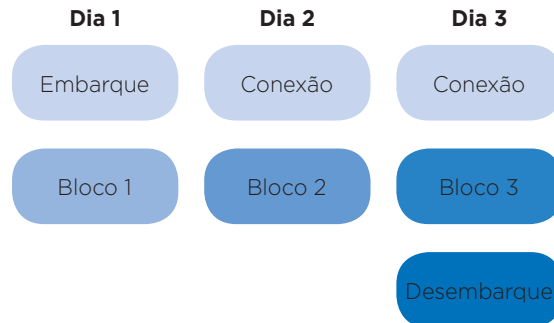 Dia 1
Dia 2
Dia 3
Embarque
Conexão
Conexão
Bloco 1
Bloco 2
Bloco 3
Desembarque